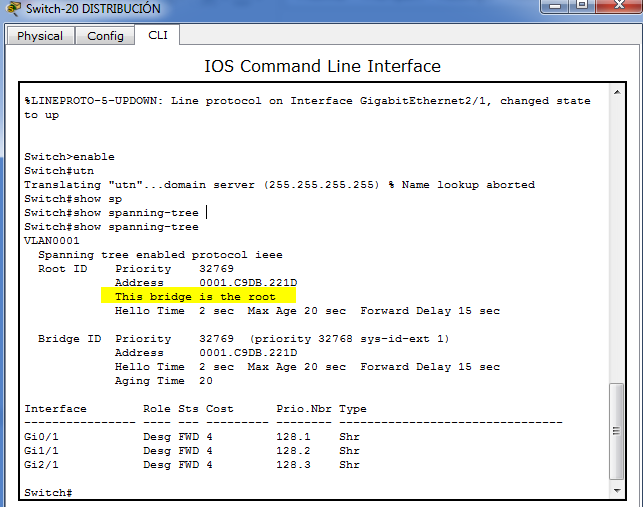 Switch-20 DISTRIBUCIÓN
Physical Config CLI
IOS Command Line Interface
%LINEPROTO-5-UPDOWN: Line protocol on Interface GigabitEthernet2/1, changed state
to up
Switch>enable
Switch#utn
Translating "utn"...domain server (255.255.255.255) % Name lookup aborted
Switch#show sp
Switch#show spanning-tree
Switch#show spanning-tree
VLAN0001
Spanning tree enabled protocol ieee
Root ID Priority 32769
Address 0001.C9DB.221D
This bridge is the root
Hello Time 2 sec Max Age 20 sec Forward Delay 15 sec
Bridge ID Priority 32769 (priority 32768 sys-id-ext 1)
Address 0001.C9DB.221D
Hello Time 2 sec Max Age 20 sec Forward Delay 15 sec
Aging Time 20
Interface Role Sts Cost Prio.Nbr Type
---------------- ---- --- --------- -------- --------------------------------
Gi0/1 Desg FWD 4 128.1 Shr
Gi1/1 Desg FWD 4 128.2 Shr
Gi2/1 Desg FWD 4 128.3 Shr
Switch#